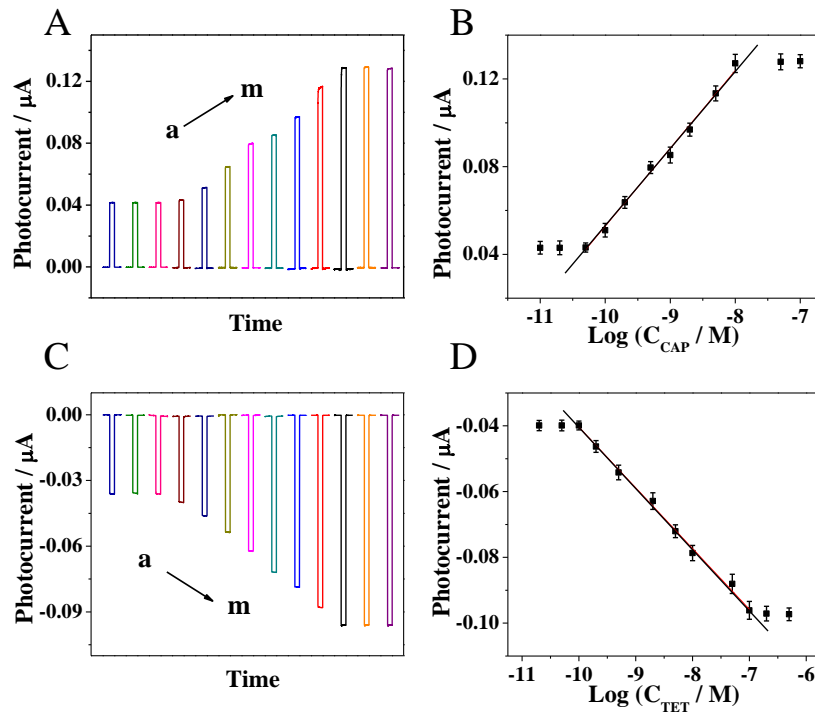 A
Photocurrent / μA
0.12
0.08
0.04
0.00
a
m
Time
B
Photocurrent / μA
0.12
0.08
0.04
-11 -10 -9 -8 -7
Log (C_CAP / M)
C
Photocurrent / μA
0.00
-0.03
-0.06
-0.09
a
m
Time
D
Photocurrent / μA
-0.04
-0.06
-0.08
-0.10
-11 -10 -9 -8 -7 -6
Log (C_TET / M)